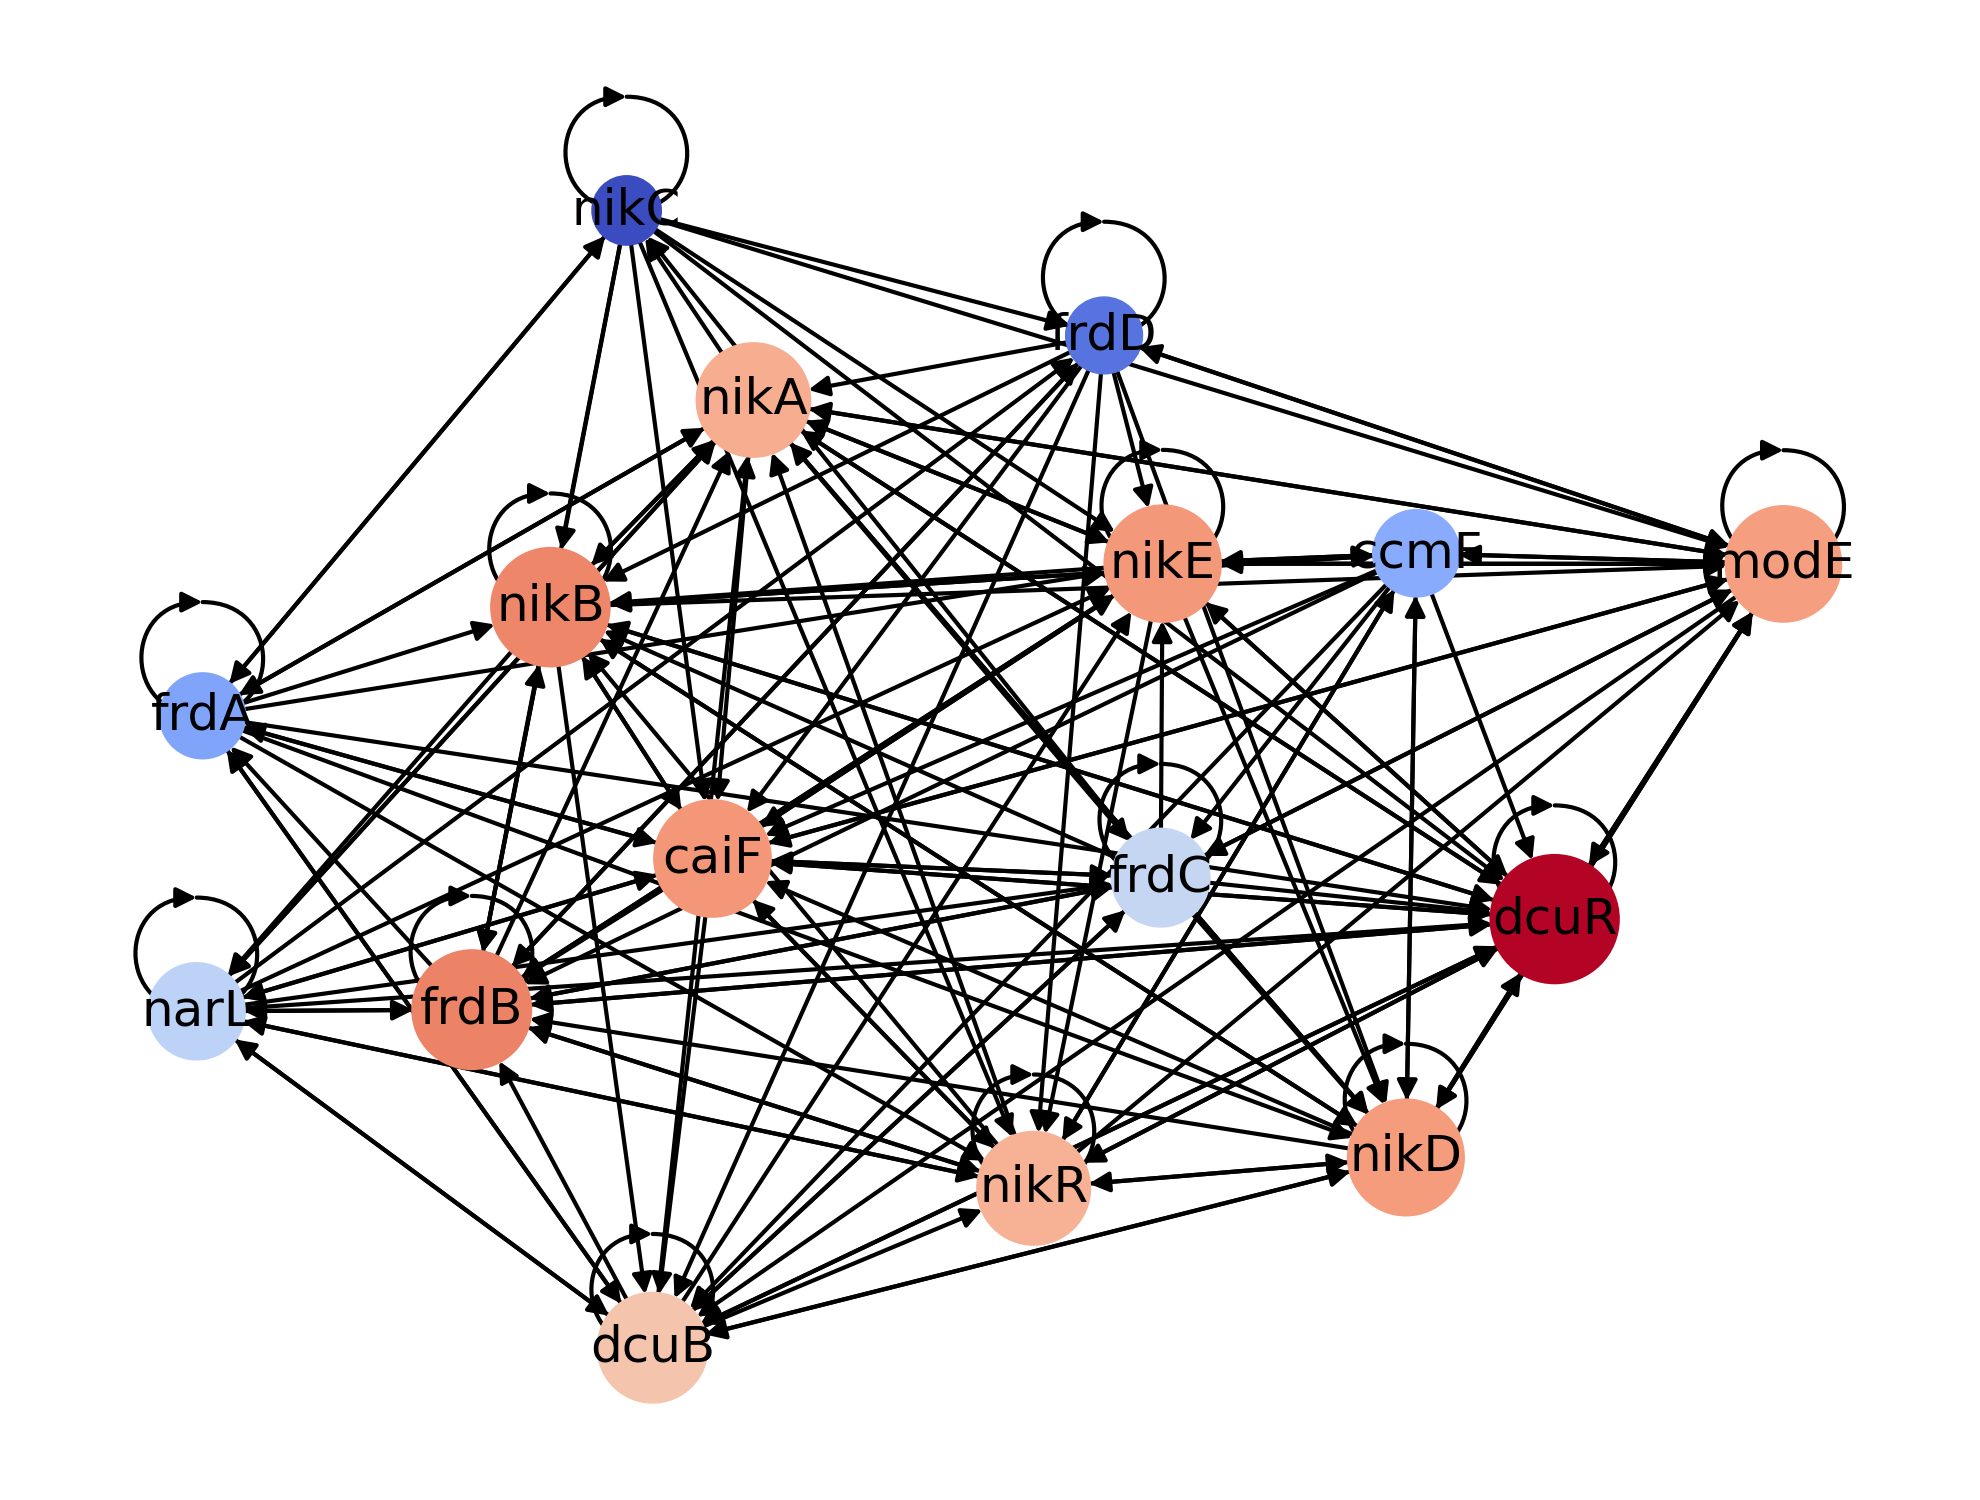 nikC
frdD
nikA
nikE
ccmF
modE
nikB
frdA
caiF
frdC
dcuR
narL
frdB
nikD
nikR
dcuB